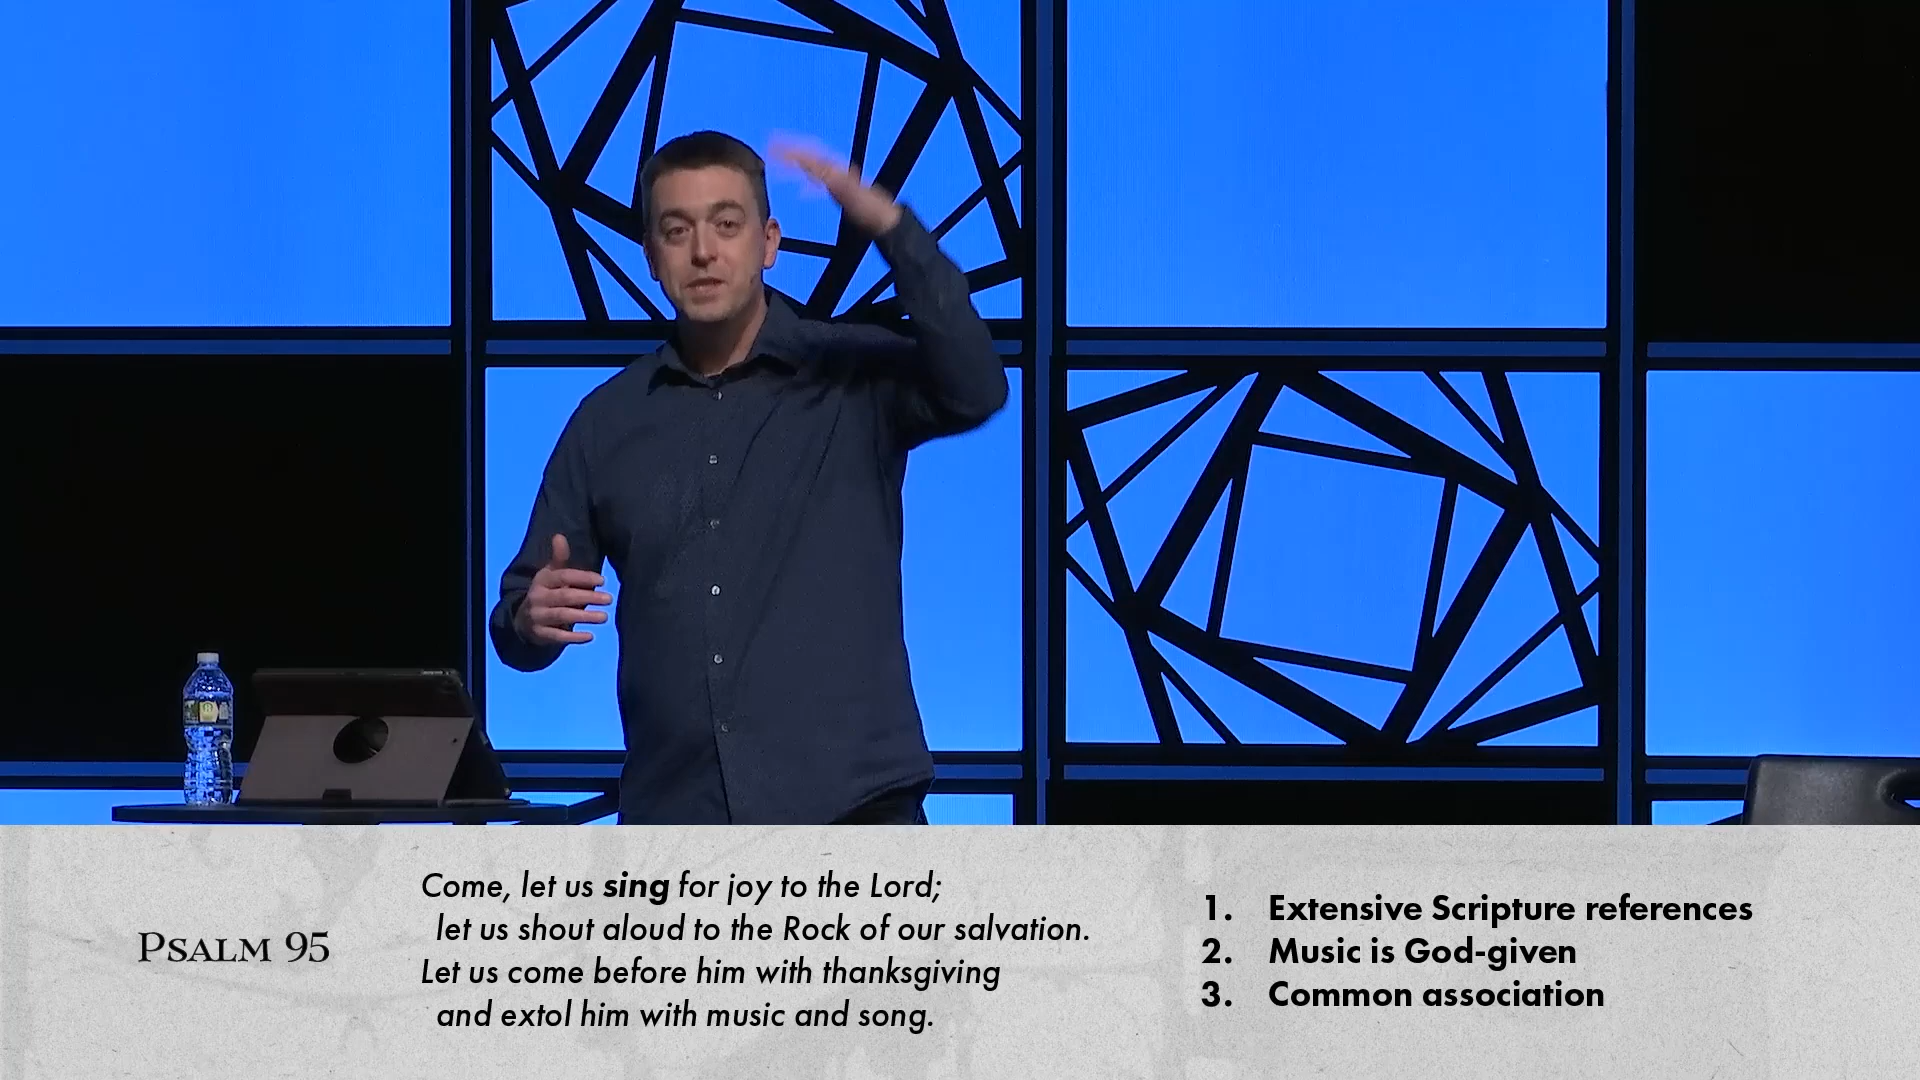 Psalm 95
Come, let us sing for joy to the Lord;
let us shout aloud to the Rock of our salvation.
Let us come before him with thanksgiving
and extol him with music and song.
1. Extensive Scripture references
2. Music is God-given
3. Common association